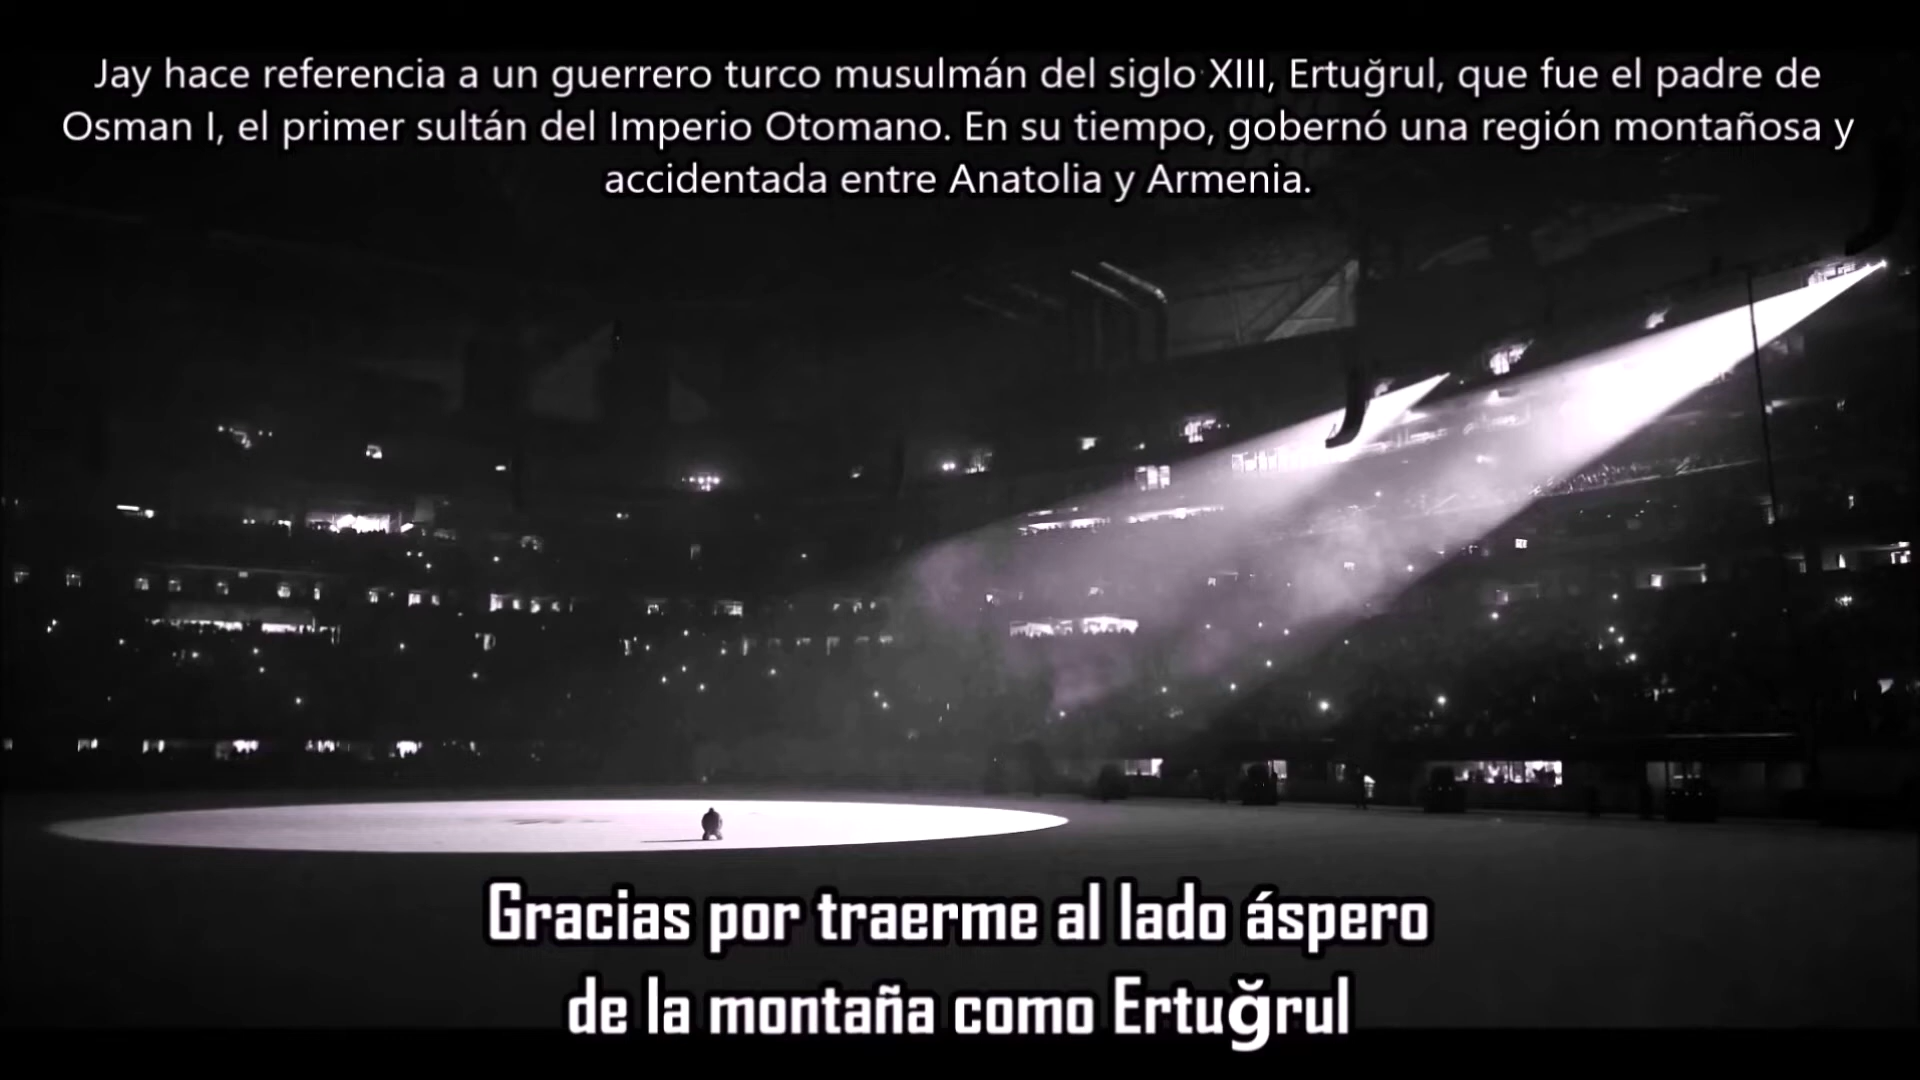 Jay hace referencia a un guerrero turco musulmán del siglo XIII, Ertuğrul, que fue el padre de
Osman I, el primer sultán del Imperio Otomano. En su tiempo, gobernó una región montañosa y
accidentada entre Anatolia y Armenia.
Gracias por traerme al lado áspero
de la montaña como Ertuğrul